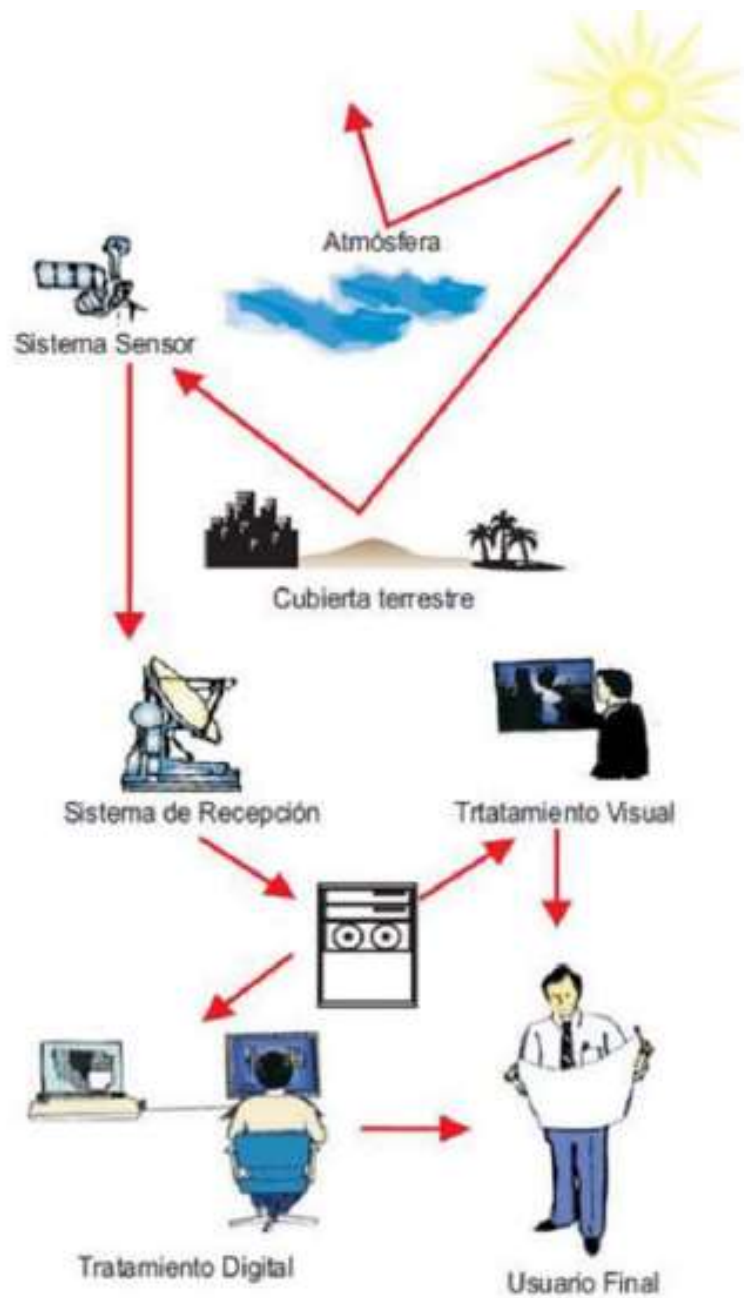 Atmósfera
Sistema Sensor
Cubierta terrestre
Sistema de Recepción
Trtatamiento Visual
Tratamiento Digital
Usuario Final